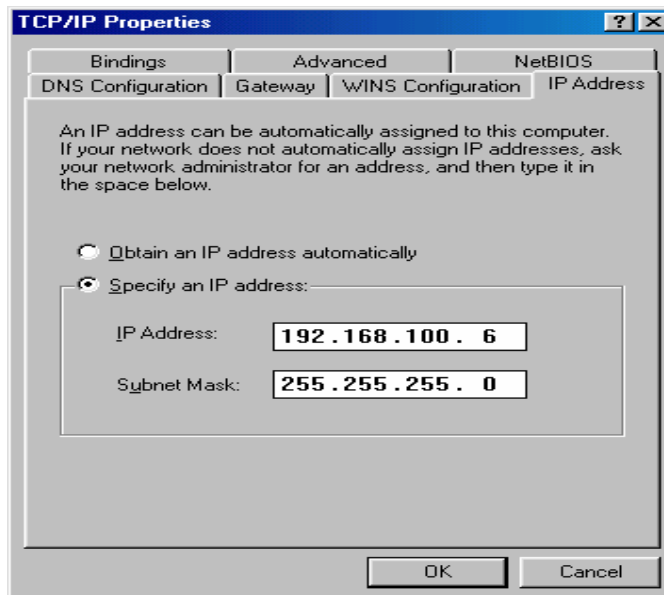 TCP/IP Properties
Bindings Advanced NetBIOS
DNS Configuration Gateway WINS Configuration IP Address
An IP address can be automatically assigned to this computer.
If your network does not automatically assign IP addresses, ask
your network administrator for an address, and then type it in
the space below.
Obtain an IP address automatically
Specify an IP address:
IP Address: 192.168.100. 6
Subnet Mask: 255.255.255. 0
OK Cancel